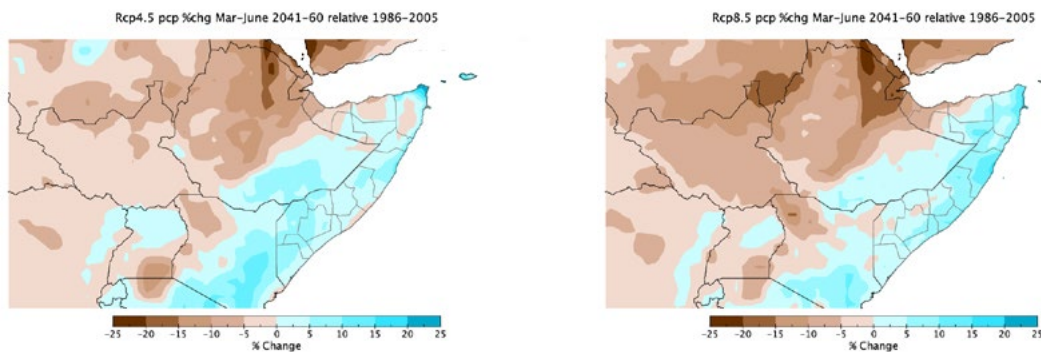 Rcp4.5 pcp %chg Mar-June 2041-60 relative 1986-2005
-25 -20 -15 -10 -5 0 5 10 15 20 25
% Change
Rcp8.5 pcp %chg Mar-June 2041-60 relative 1986-2005
-25 -20 -15 -10 -5 0 5 10 15 20 25
% Change